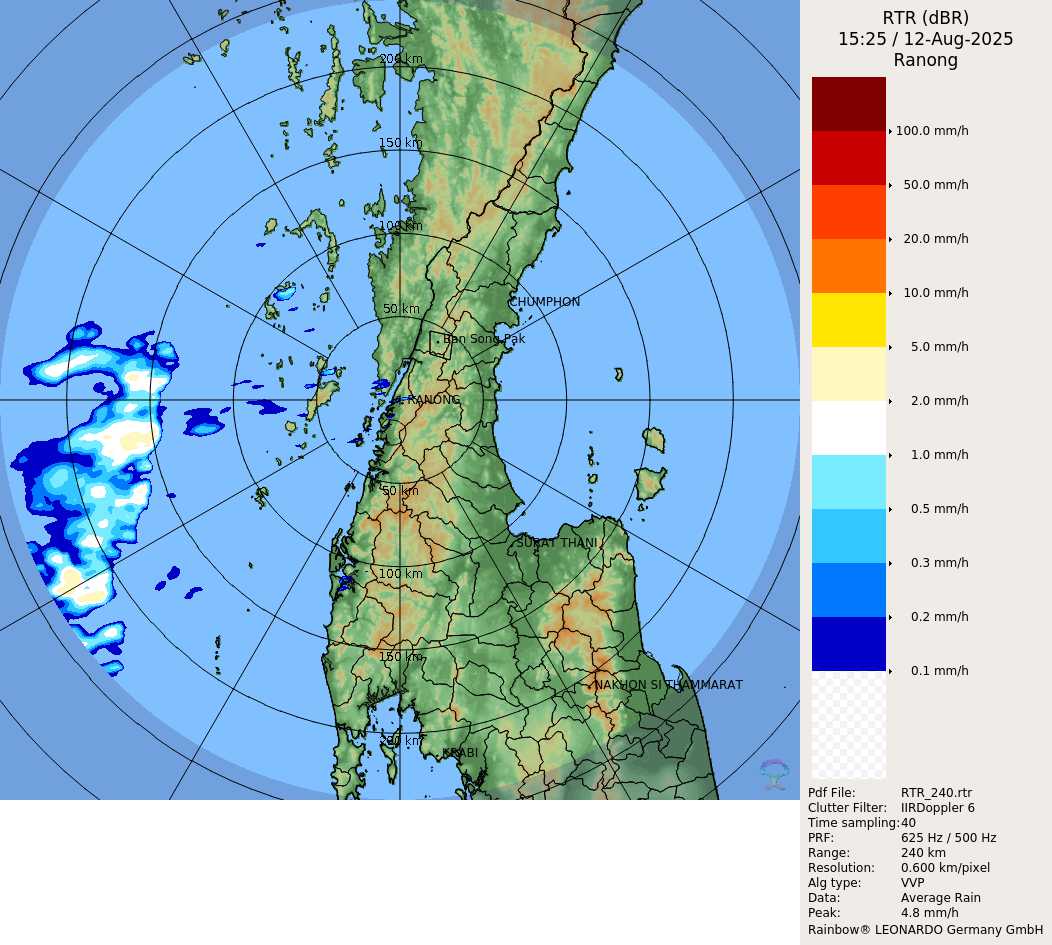 RTR (dBR)
15:25 / 12-Aug-2025
Ranong
200 km
150 km
100 km
50 km
CHUMPHON
Ban Song Pak
RANONG
50 km
SURAT THANI
100 km
150 km
NAKHON SI THAMMARAT
200 km
KRABI
100.0 mm/h
50.0 mm/h
20.0 mm/h
10.0 mm/h
5.0 mm/h
2.0 mm/h
1.0 mm/h
0.5 mm/h
0.3 mm/h
0.2 mm/h
0.1 mm/h
Pdf File: RTR_240.rtr
Clutter Filter: IIRDoppler 6
Time sampling: 40
PRF: 625 Hz / 500 Hz
Range: 240 km
Resolution: 0.600 km/pixel
Alg type: VVP
Data: Average Rain
Peak: 4.8 mm/h
Rainbow® LEONARDO Germany GmbH